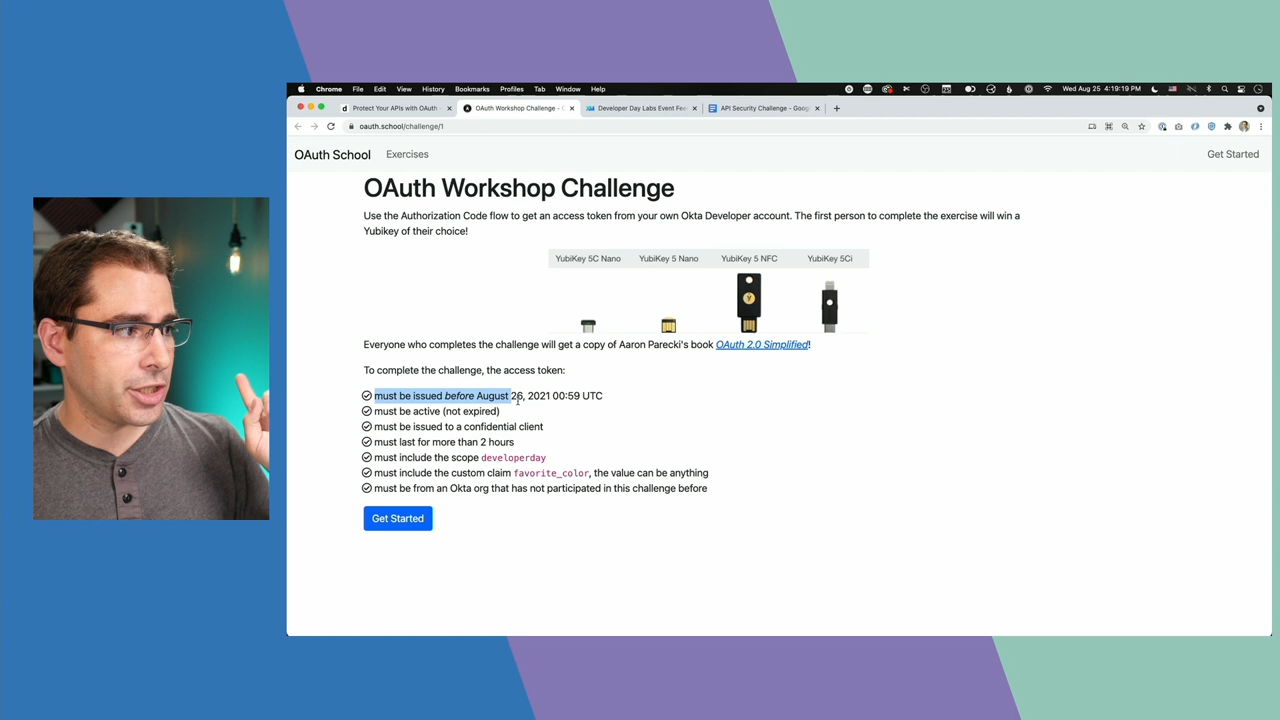 Chrome File Edit View History Bookmarks Profiles Tab Window Help
Wed Aug 25 4:19:19 PM
Protect Your APIs with OAuth
OAuth Workshop Challenge -
Developer Day Labs Event Fee
API Security Challenge - Goog
oauth.school/challenge/1
OAuth School Exercises Get Started
OAuth Workshop Challenge
Use the Authorization Code flow to get an access token from your own Okta Developer account. The first person to complete the exercise will win a
Yubikey of their choice!
YubiKey 5C Nano YubiKey 5 Nano YubiKey 5 NFC YubiKey 5Ci
Everyone who completes the challenge will get a copy of Aaron Parecki's book OAuth 2.0 Simplified!
To complete the challenge, the access token:
must be issued before August 26, 2021 00:59 UTC
must be active (not expired)
must be issued to a confidential client
must last for more than 2 hours
must include the scope developerday
must include the custom claim favorite_color, the value can be anything
must be from an Okta org that has not participated in this challenge before
Get Started